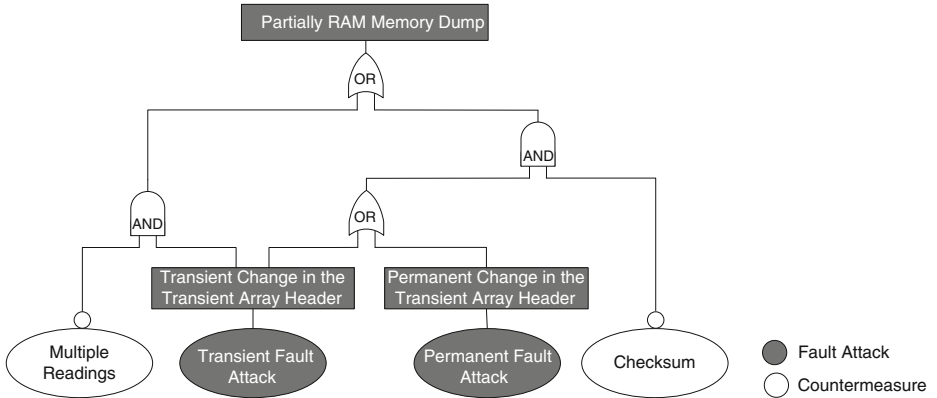 Partially RAM Memory Dump
OR
AND
AND
OR
Transient Change in the
Transient Array Header
Permanent Change in the
Transient Array Header
Multiple
Readings
Transient Fault
Attack
Permanent Fault
Attack
Checksum
Fault Attack
Countermeasure